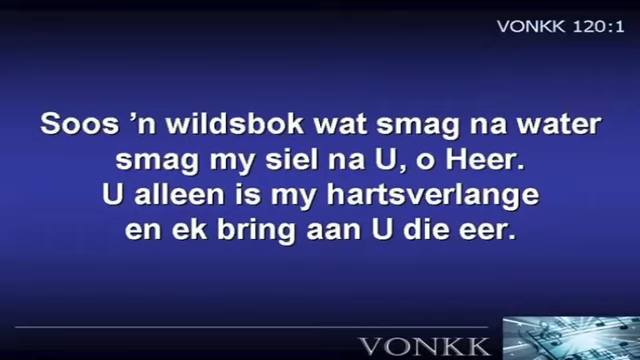 VONKK 120:1
Soos ’n wildsbok wat smag na water
smag my siel na U, o Heer.
U alleen is my hartsverlange
en ek bring aan U die eer.
VONKK